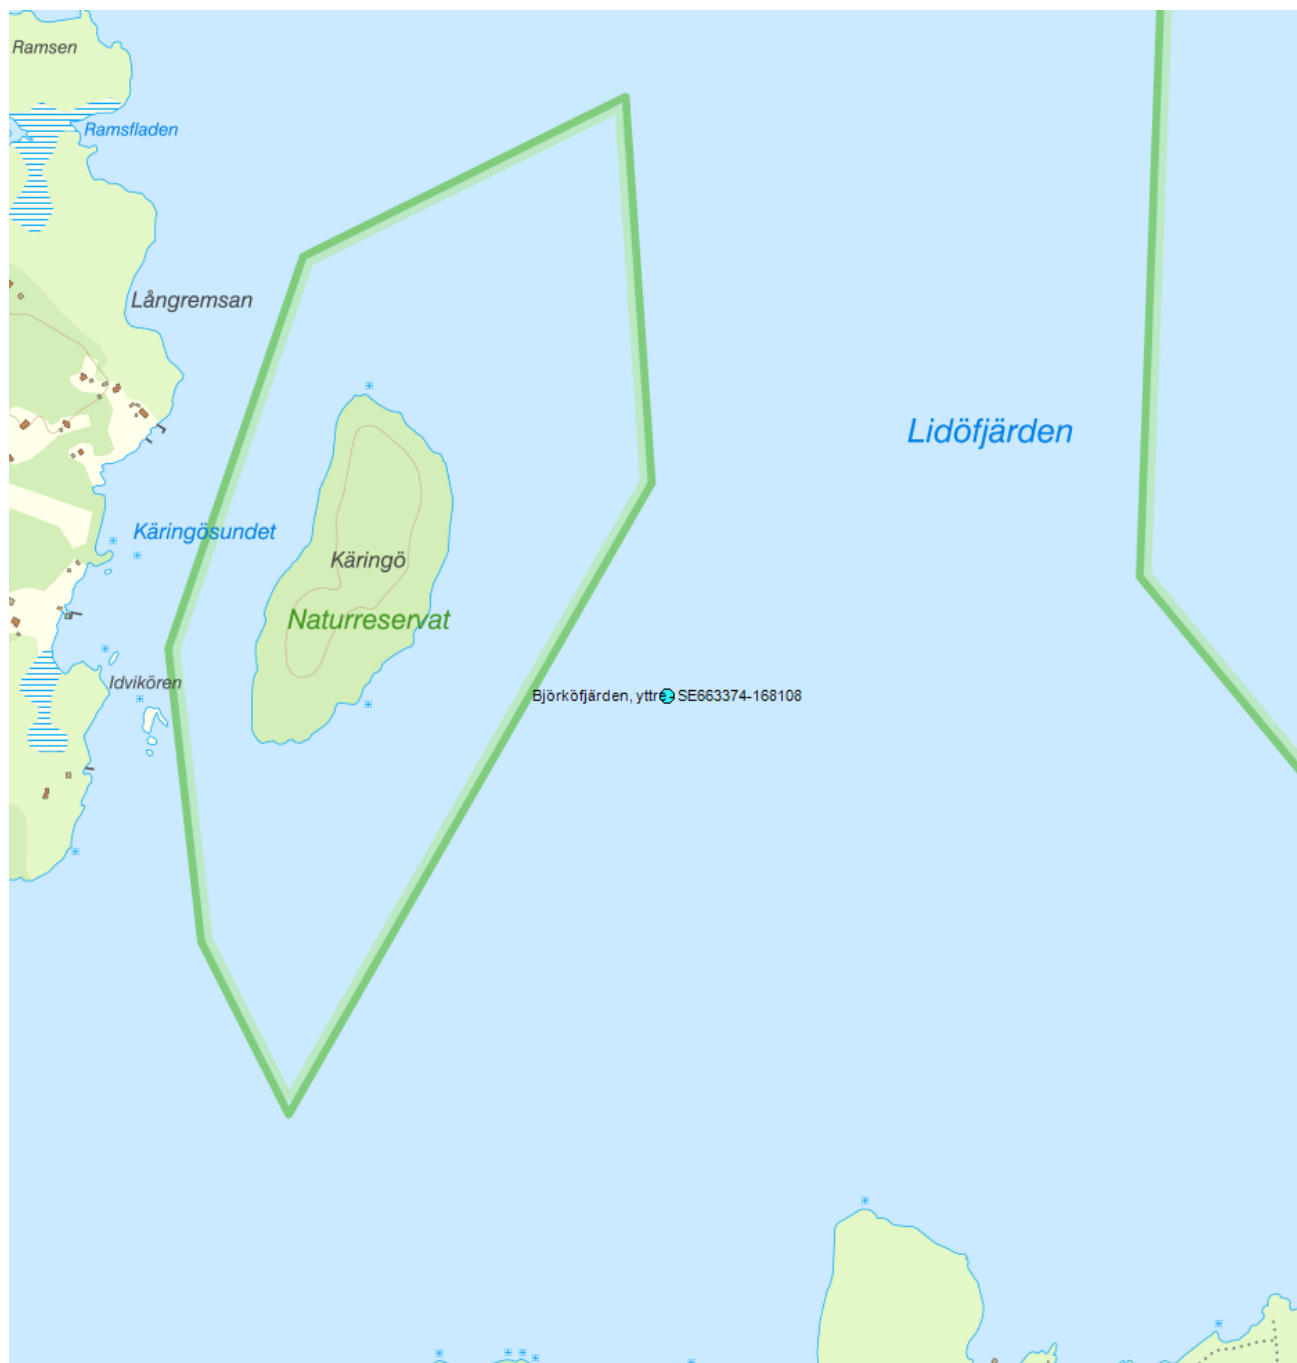 Ramsen
Ramsfladen
Långremsan
Lidöfjärden
Käringösundet
Käringö
Naturreservat
Idvikören
Björköfjärden, yttre - SE663374-168108